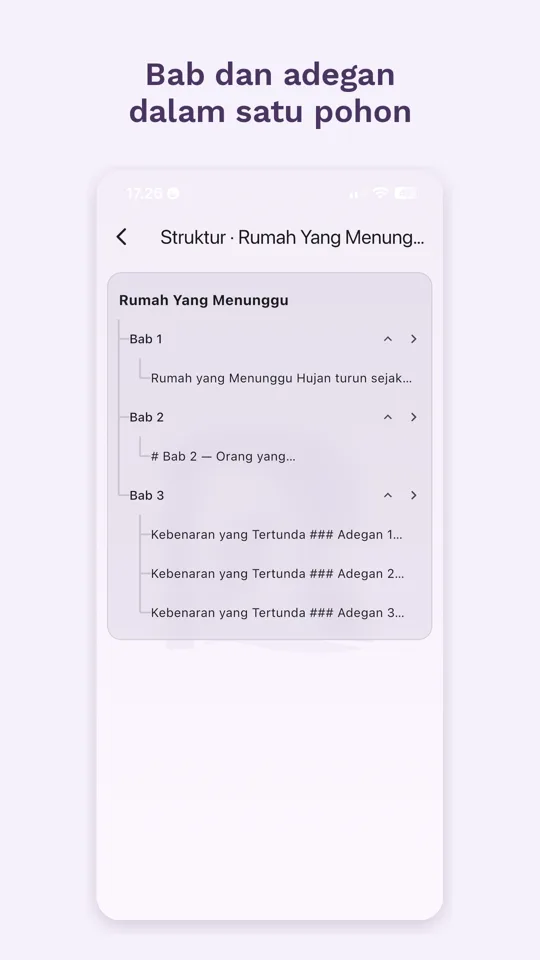 Bab dan adegan
dalam satu pohon
17.26
Struktur · Rumah Yang Menung...
Rumah Yang Menunggu
Bab 1
Rumah yang Menunggu Hujan turun sejak...
Bab 2
# Bab 2 — Orang yang...
Bab 3
Kebenaran yang Tertunda ### Adegan 1...
Kebenaran yang Tertunda ### Adegan 2...
Kebenaran yang Tertunda ### Adegan 3...